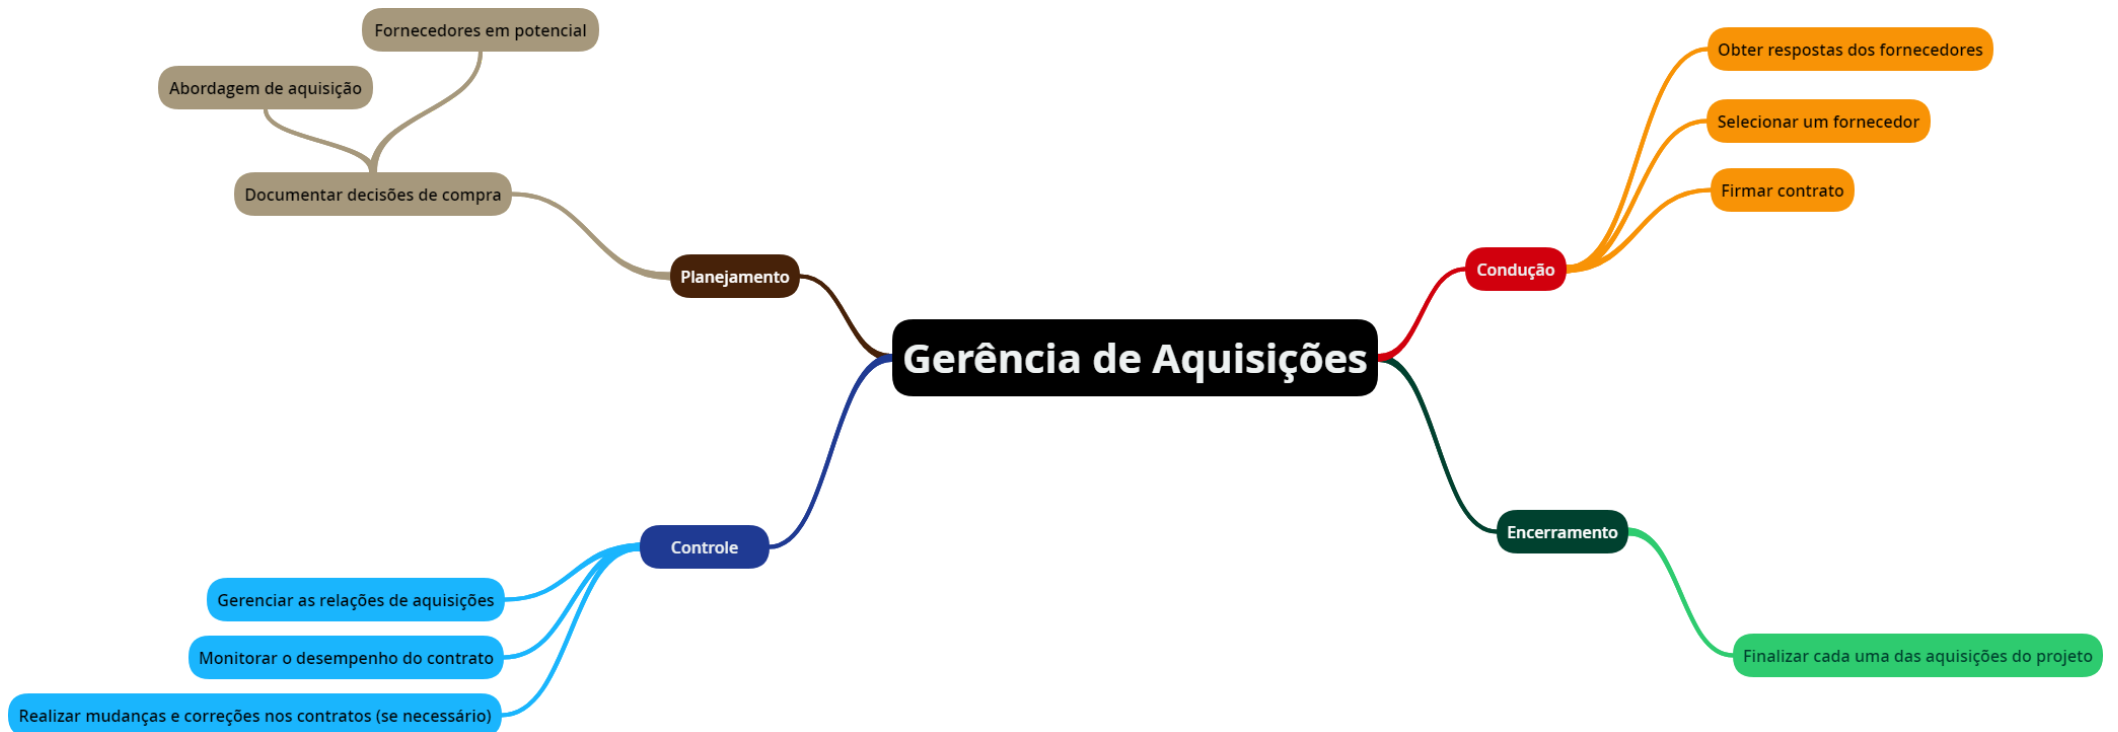 Fornecedores em potencial
Abordagem de aquisição
Documentar decisões de compra
Planejamento
Gerência de Aquisições
Controle
Gerenciar as relações de aquisições
Monitorar o desempenho do contrato
Realizar mudanças e correções nos contratos (se necessário)
Obter respostas dos fornecedores
Selecionar um fornecedor
Firmar contrato
Condução
Encerramento
Finalizar cada uma das aquisições do projeto